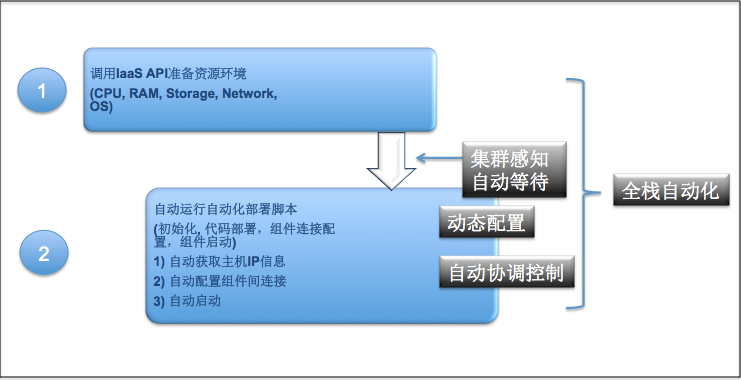 1
调用IaaS API准备资源环境
(CPU, RAM, Storage, Network,
OS)
集群感知
自动等待
全栈自动化
2
自动运行自动化部署脚本
(初始化, 代码部署，组件连接配
置，组件启动)
1) 自动获取主机IP信息
2) 自动配置组件间连接
3) 自动启动
动态配置
自动协调控制